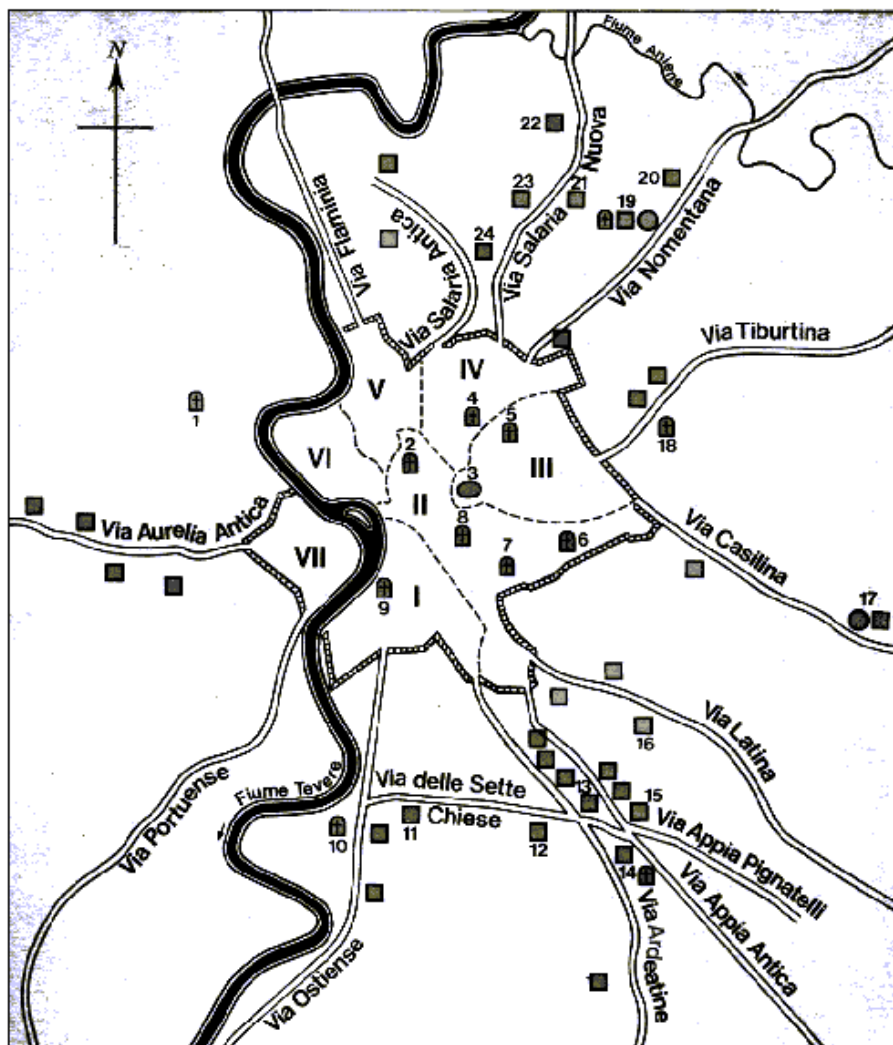 N
Fiume Aniene
22
Via Flaminia
Via Salaria Antica
23
21
20
19
24
Via Salaria Nuova
Via Nomentana
Via Tiburtina
V
IV
4
5
1
18
2
VI
3
III
II
Via Aurelia Antica
8
6
7
VII
9
I
Via Casilina
17
Via Latina
16
Via Portuense
Fiume Tevere
Via delle Sette
Chiese
13
15
10
11
12
14
Via Appia Pignatelli
Via Appia Antica
Via Ardeatine
Via Ostiense